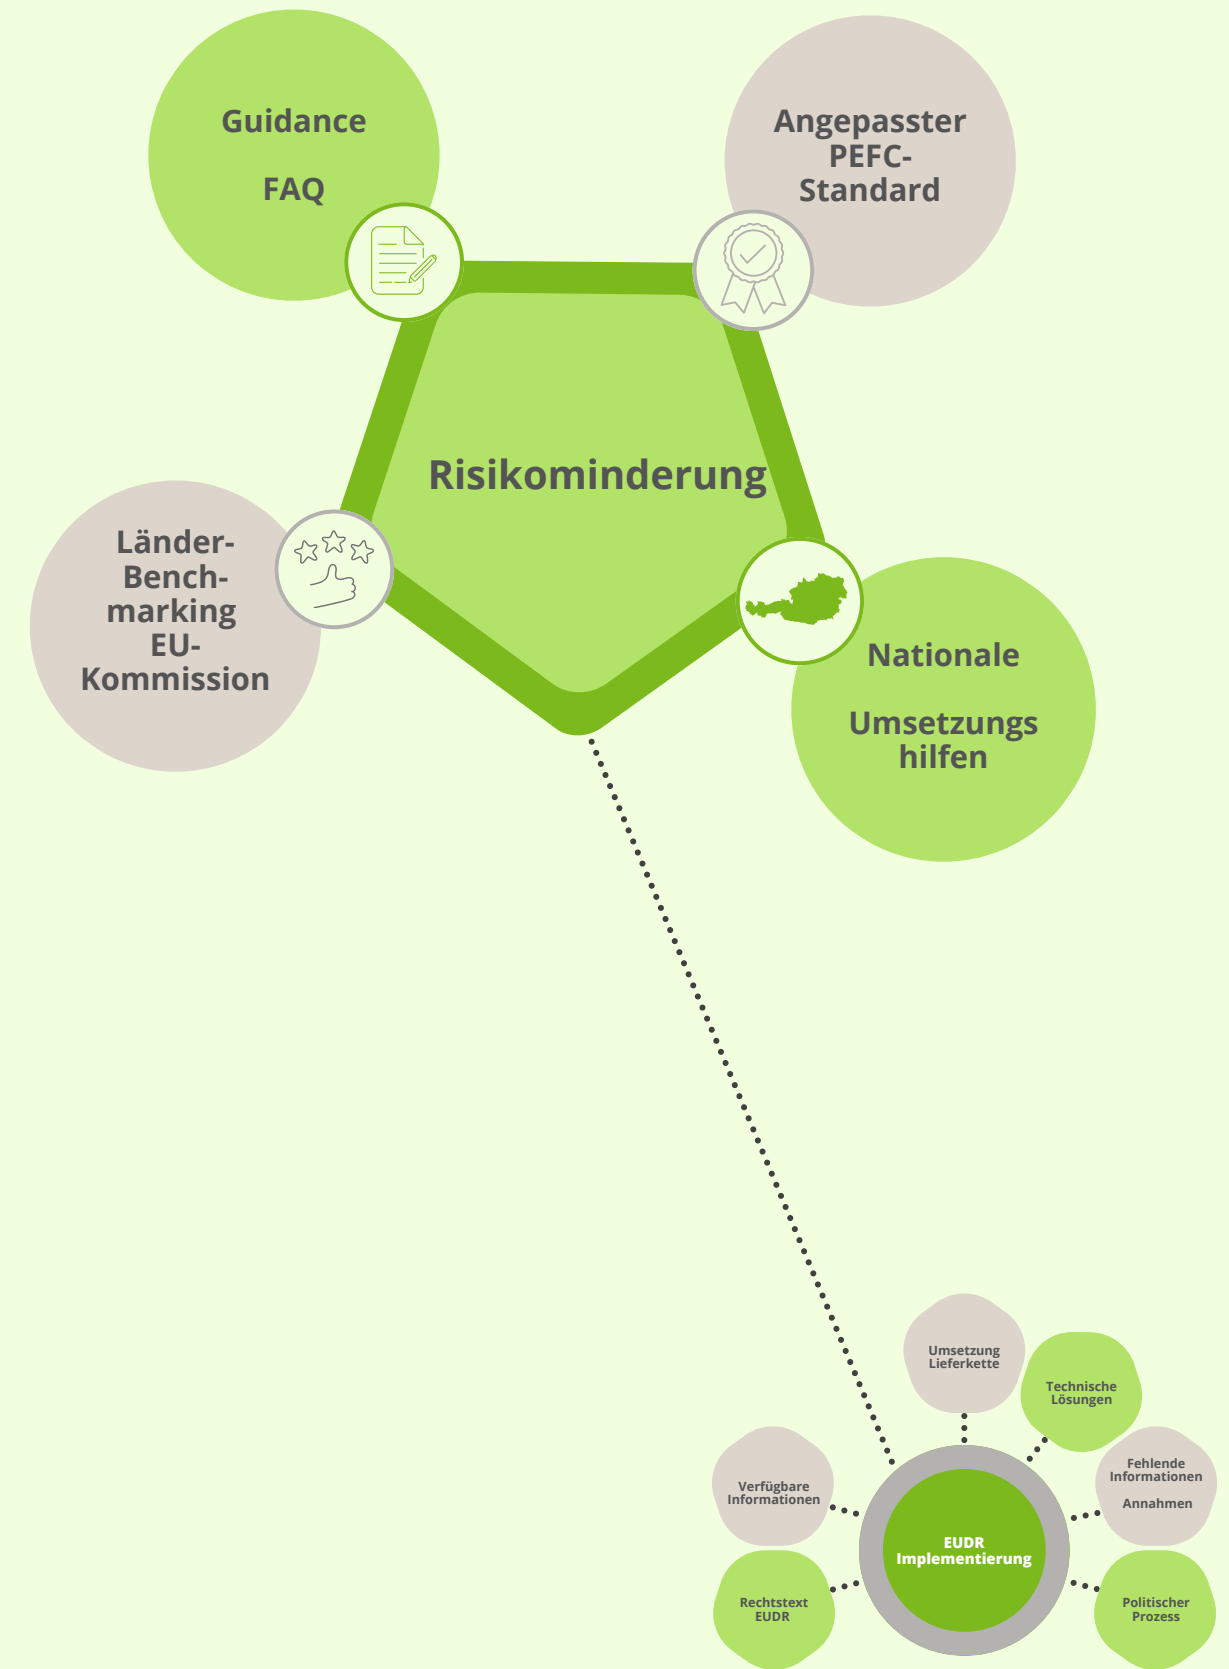 Guidance
FAQ
Angepasster
PEFC-
Standard
Risikominderung
Länder-
Bench-
marking
EU-
Kommission
Nationale
Umsetzungs
hilfen
Umsetzung
Lieferkette
Technische
Lösungen
Verfügbare
Informationen
Fehlende
Informationen
Annahmen
EUDR
Implementierung
Rechtstext
EUDR
Politischer
Prozess